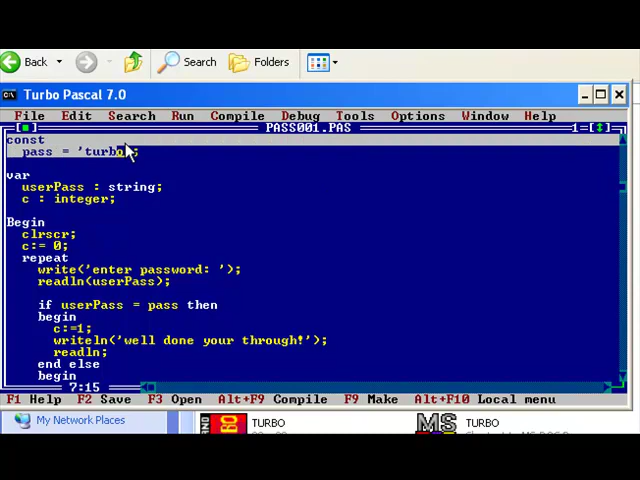 Back Search Folders
Turbo Pascal 7.0
File Edit Search Run Compile Debug Tools Options Window Help
PASS001.PAS 1
const
pass = 'turbo';
var
userPass : string;
c : integer;
Begin
clrscr;
c:= 0;
repeat
write('enter password: ');
readln(userPass);
if userPass = pass then
begin
c:=1;
writeln('well done your through!');
readln;
end else
begin
7:15
F1 Help F2 Save F3 Open Alt+F9 Compile F9 Make Alt+F10 Local menu
My Network Places TURBO MS TURBO